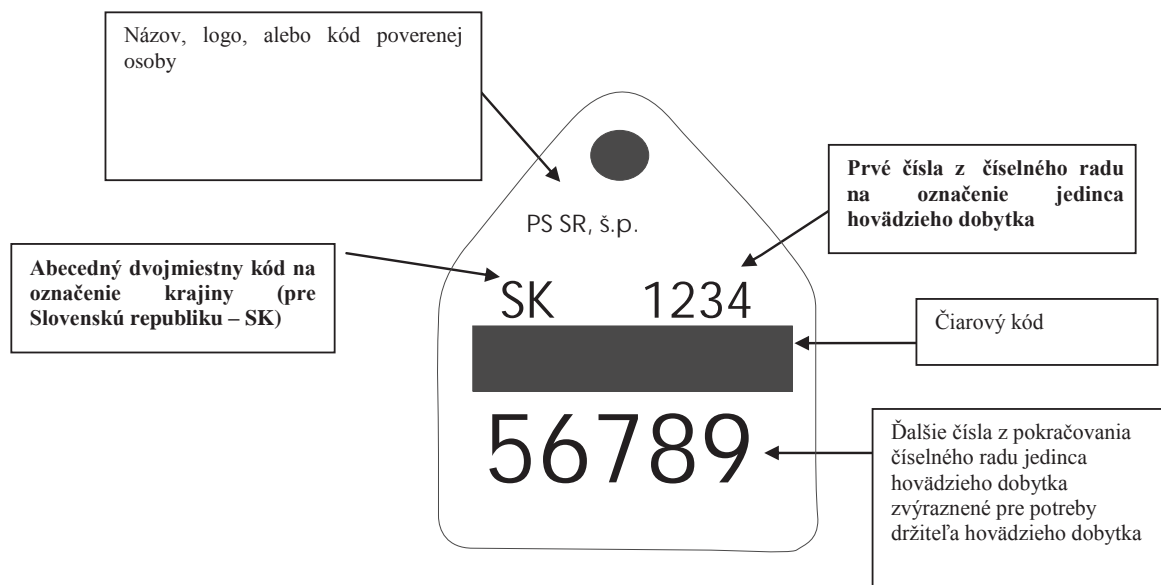 Názov, logo, alebo kód poverenej
osoby
Prvé čísla z číselného radu
na označenie jedinca
hovädzieho dobytka
PS SR, š.p.
Abecedný dvojmiestny kód na
označenie krajiny (pre
Slovenskú republiku – SK)
SK 1234
Čiarový kód
56789
Ďalšie čísla z pokračovania
číselného radu jedinca
hovädzieho dobytka
zvýraznené pre potreby
držiteľa hovädzieho dobytka